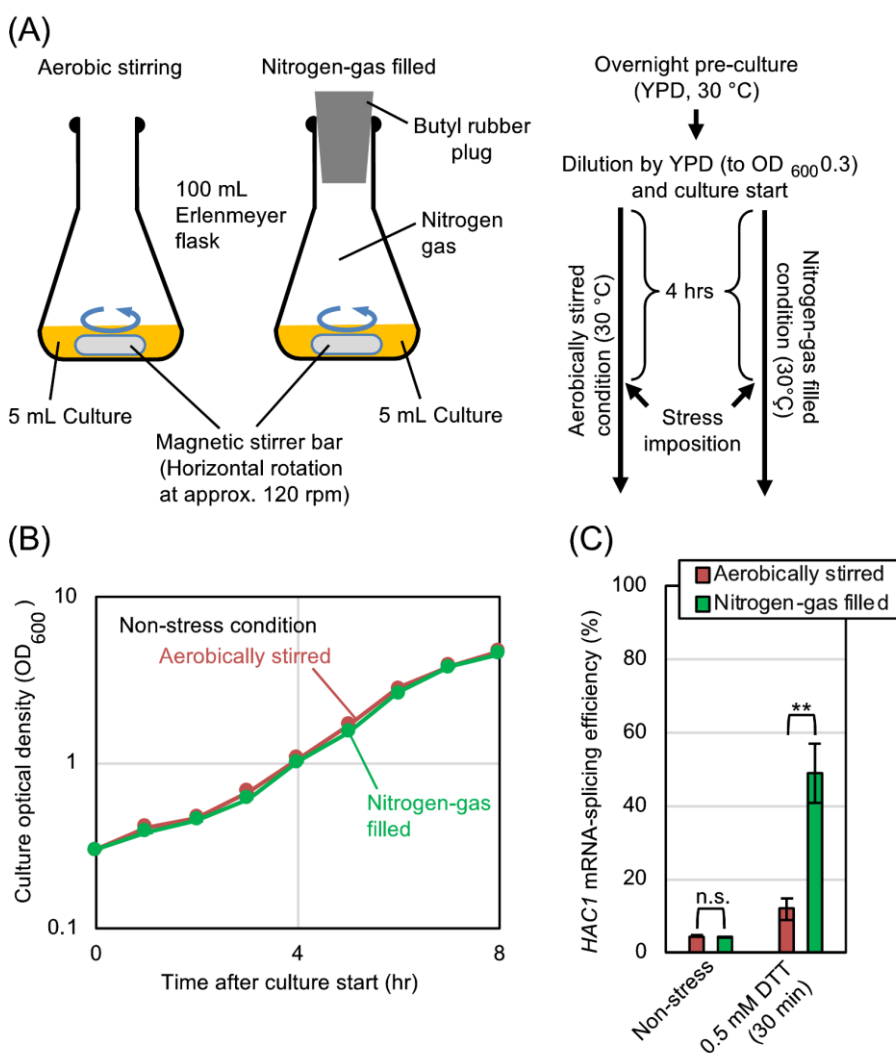 (A)
Aerobic stirring
Nitrogen-gas filled
Butyl rubber
plug
100 mL
Erlenmeyer
flask
Nitrogen
gas
5 mL Culture
5 mL Culture
Magnetic stirrer bar
(Horizontal rotation
at approx. 120 rpm)
Overnight pre-culture
(YPD, 30 °C)
Dilution by YPD (to OD 600 0.3)
and culture start
Aerobically stirred
condition (30 °C)
4 hrs
Nitrogen-gas filled
condition (30°C)
Stress
imposition
(B)
Culture optical density (OD600)
10
1
0.1
Non-stress condition
Aerobically stirred
Nitrogen-gas
filled
0
4
8
Time after culture start (hr)
(C)
Aerobically stirred
Nitrogen-gas filled
HAC1 mRNA-splicing efficiency (%)
100
80
60
40
20
0
n.s.
**
Non-stress
0.5 mM DTT
(30 min)